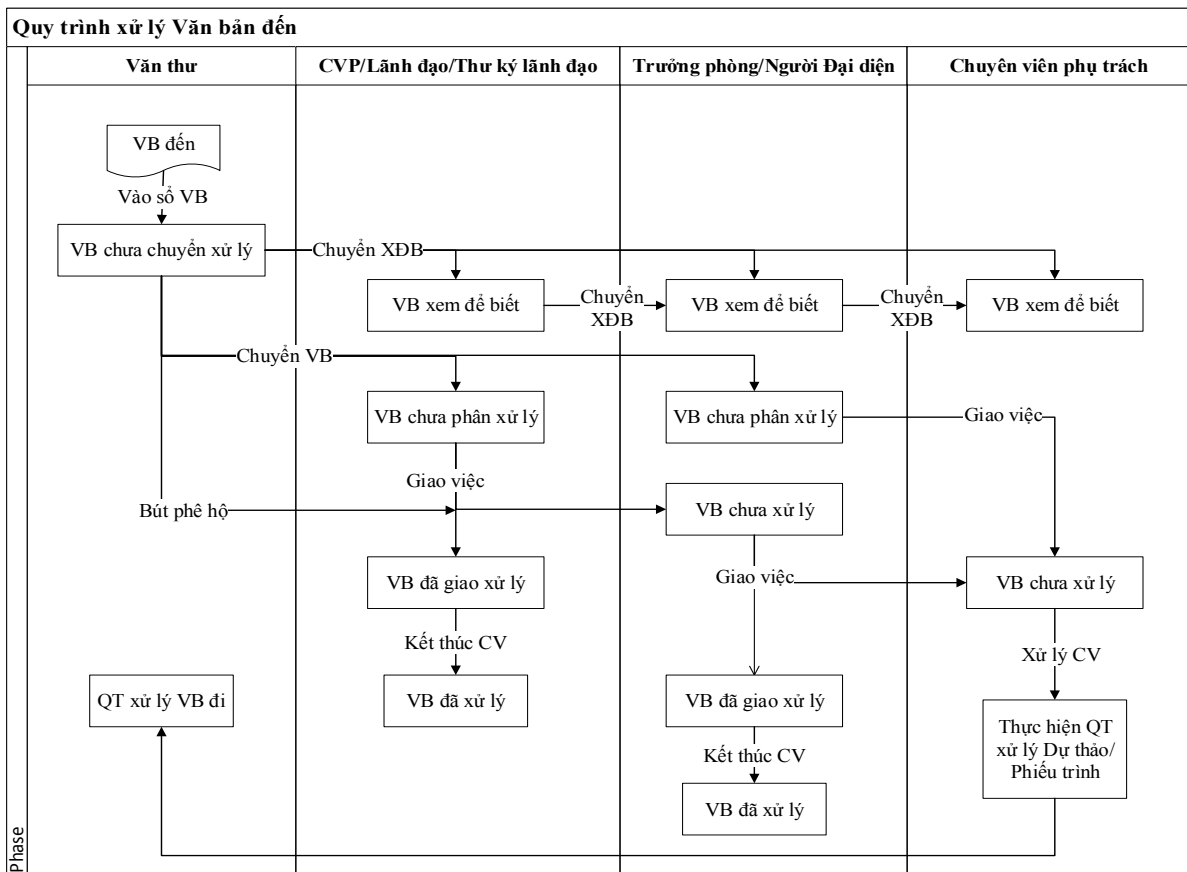 Quy trình xử lý Văn bản đến
Văn thư
CVP/Lãnh đạo/Thư ký lãnh đạo
Trưởng phòng/Người Đại diện
Chuyên viên phụ trách
VB đến
Vào sổ VB
VB chưa chuyển xử lý
Chuyển XĐB
VB xem để biết
Chuyển
XĐB
VB xem để biết
Chuyển
XĐB
VB xem để biết
Chuyển VB
VB chưa phân xử lý
VB chưa phân xử lý
Giao việc
Giao việc
Bút phê hộ
VB chưa xử lý
VB đã giao xử lý
Giao việc
VB chưa xử lý
Kết thúc CV
Xử lý CV
QT xử lý VB đi
VB đã xử lý
VB đã giao xử lý
Thực hiện QT
xử lý Dự thảo/
Phiếu trình
Kết thúc CV
VB đã xử lý
Phase